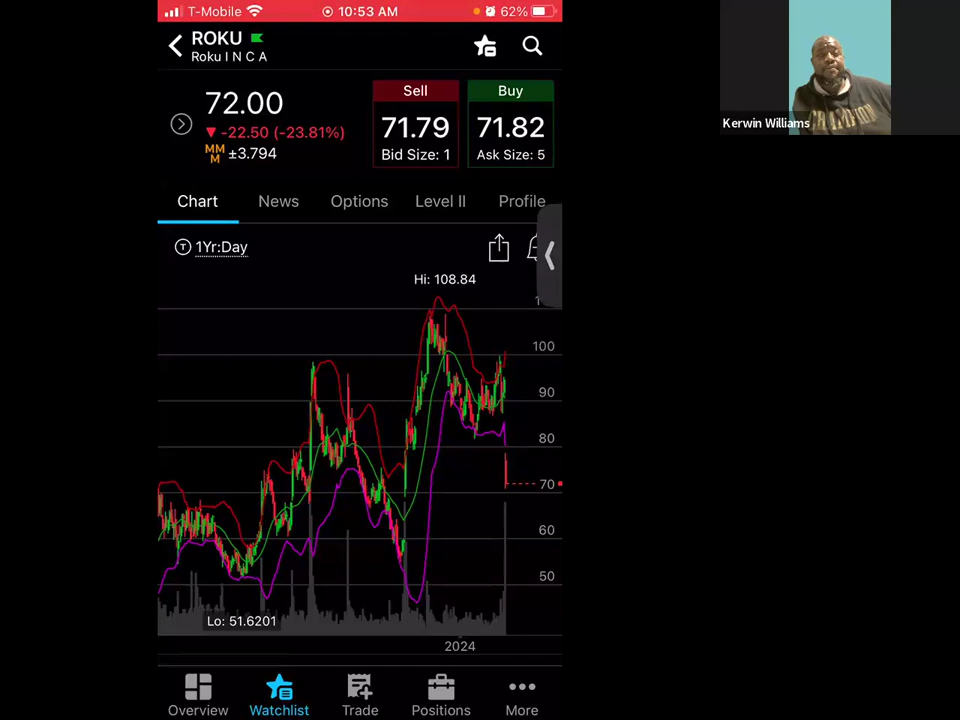 T-Mobile
10:53 AM
62%
ROKU
Roku I N C A
72.00
-22.50 (-23.81%)
MM
M
±3.794
Sell
71.79
Bid Size: 1
Buy
71.82
Ask Size: 5
Chart
News
Options
Level II
Profile
T
1Yr:Day
Hi: 108.84
100
90
80
70
60
50
Lo: 51.6201
2024
Overview
Watchlist
Trade
Positions
More
Kerwin Williams